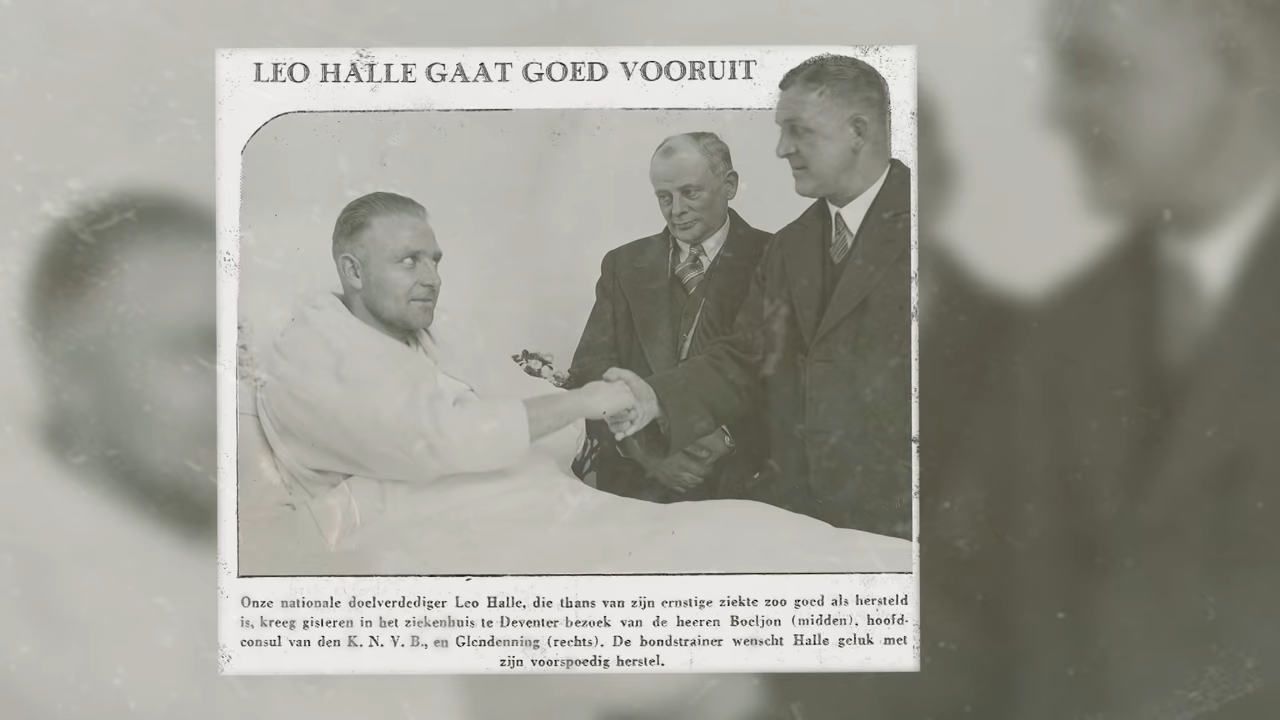 LEO HALLE GAAT GOED VOORUIT
Onze nationale doelverdediger Leo Halle, die thans van zijn ernstige ziekte zoo goed als hersteld
is, kreeg gisteren in het ziekenhuis te Deventer bezoek van de heeren Boeljon (midden), hoofd-
consul van den K. N. V. B., en Glendenning (rechts). De bondstrainer wenscht Halle geluk met
zijn voorspoedig herstel.